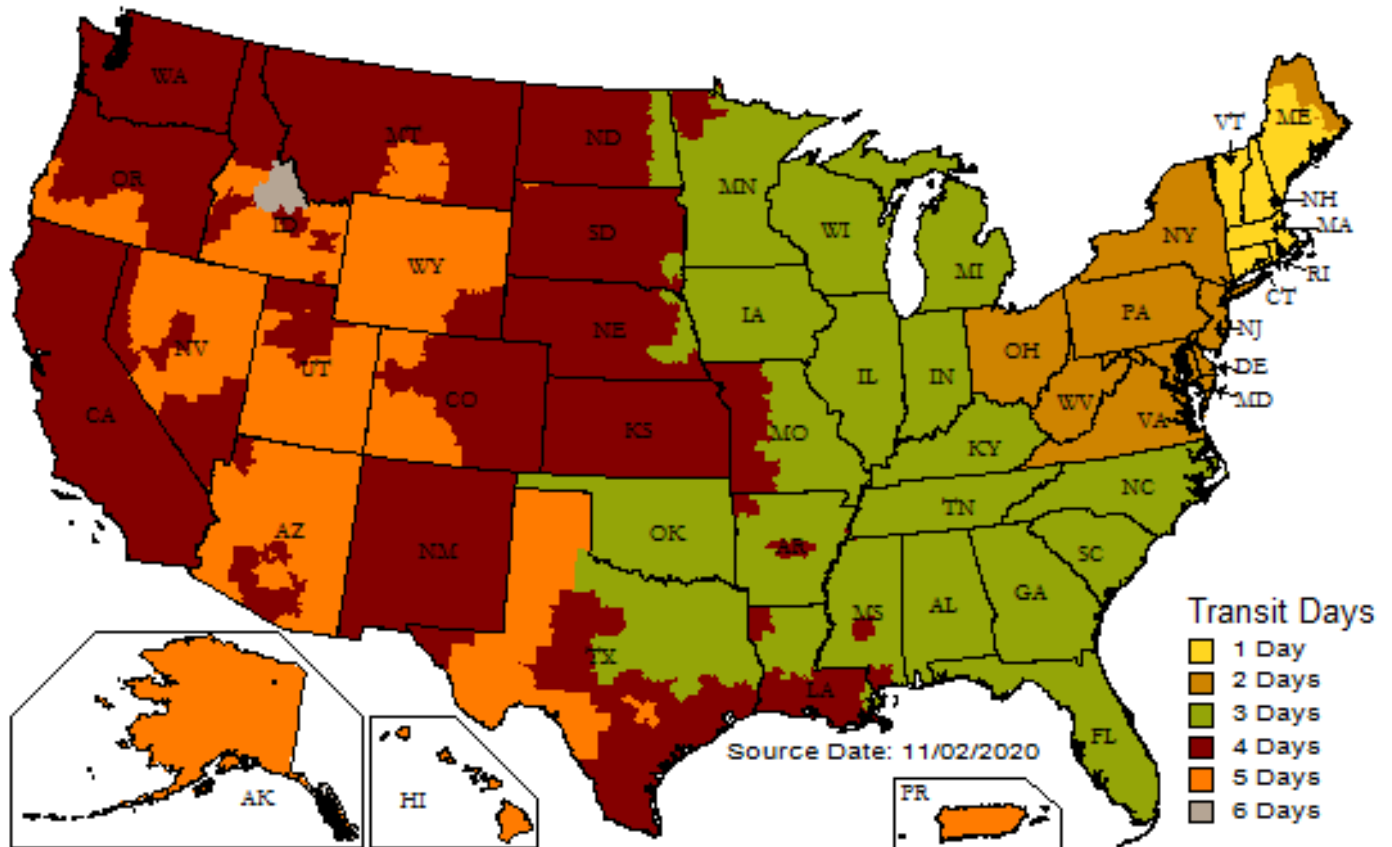 WA
MT
ND
MN
VT
ME
OR
ID
SD
WI
MI
NY
NH
MA
RI
CT
WY
NE
IA
PA
NJ
NV
UT
CO
IL
IN
OH
DE
MD
WV
VA
CA
KS
MO
KY
NC
AZ
NM
OK
AR
TN
SC
MS
AL
GA
TX
LA
FL
AK
HI
PR
Source Date: 11/02/2020
Transit Days
1 Day
2 Days
3 Days
4 Days
5 Days
6 Days